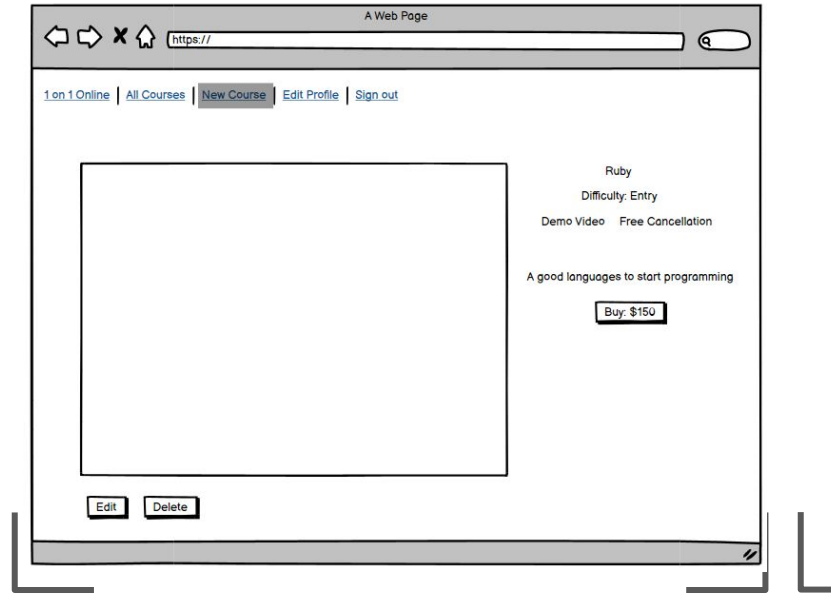 A Web Page
https://
1 on 1 Online All Courses New Course Edit Profile Sign out
Ruby
Difficulty: Entry
Demo Video Free Cancellation
A good languages to start programming
Buy: $150
Edit Delete